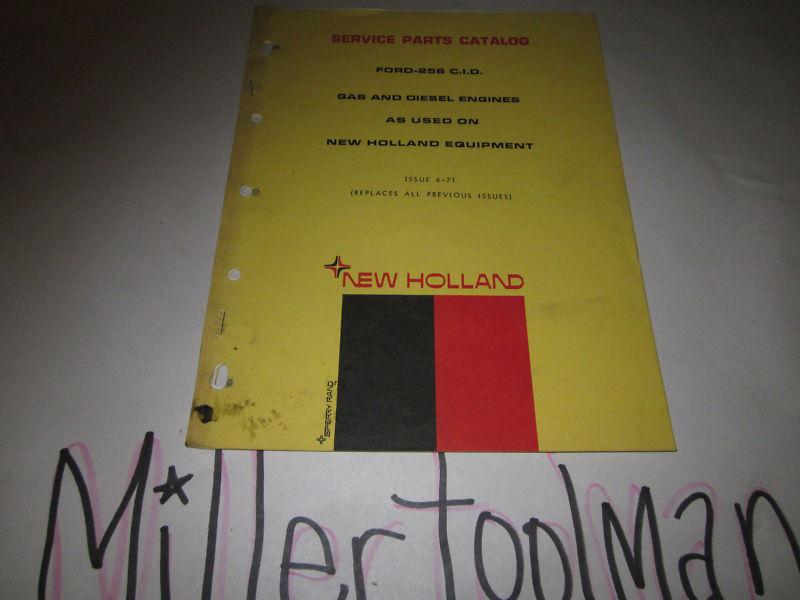 SERVICE PARTS CATALOG
FORD-256 C.I.D.
GAS AND DIESEL ENGINES
AS USED ON
NEW HOLLAND EQUIPMENT
ISSUE 6-71
(REPLACES ALL PREVIOUS ISSUES)
NEW HOLLAND
SPERRY RAND
Millertoolman